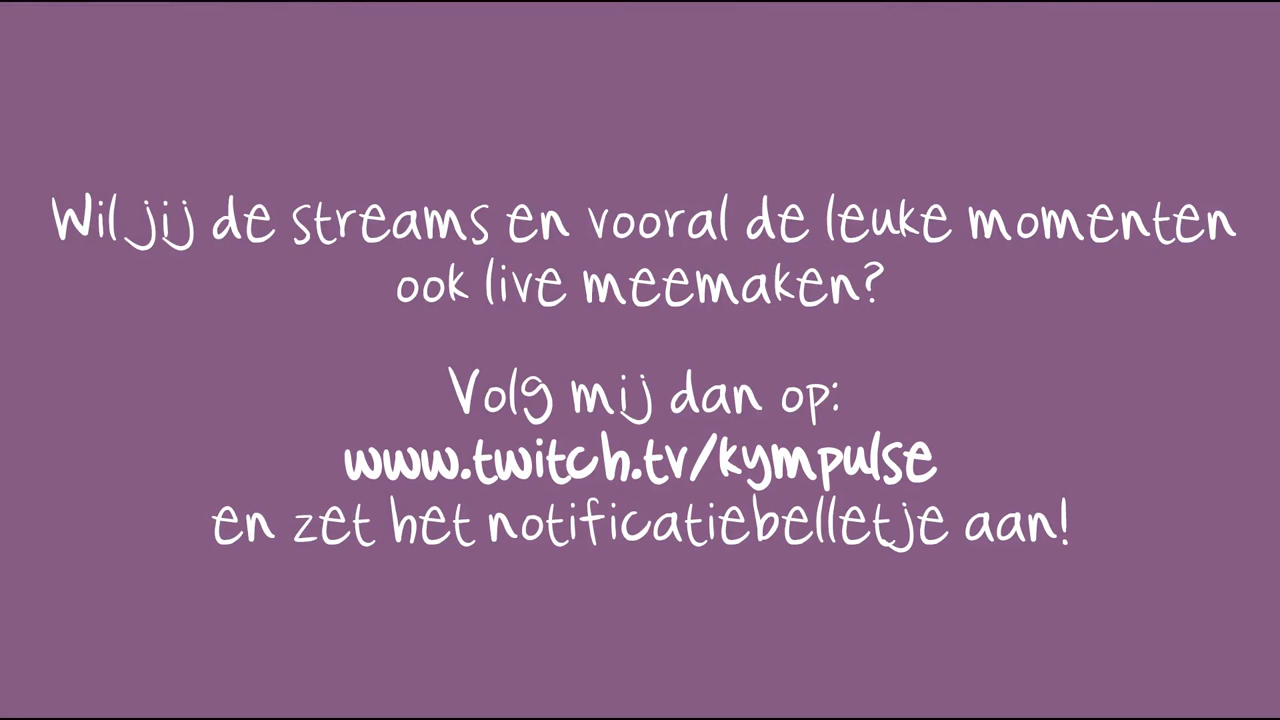 Wil jij de streams en vooral de leuke momenten
ook live meemaken?
Volg mij dan op:
www.twitch.tv/kympulse
en zet het notificatiebelletje aan!